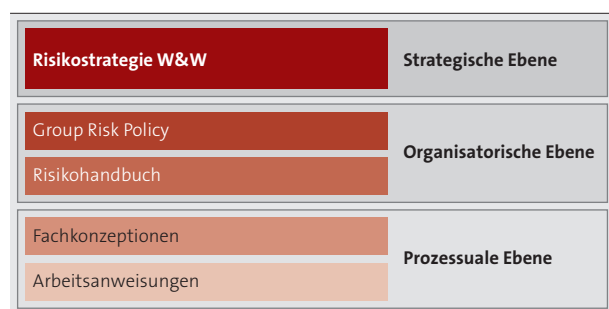 Risikostrategie W&W
Strategische Ebene
Group Risk Policy
Organisatorische Ebene
Risikohandbuch
Fachkonzeptionen
Prozessuale Ebene
Arbeitsanweisungen